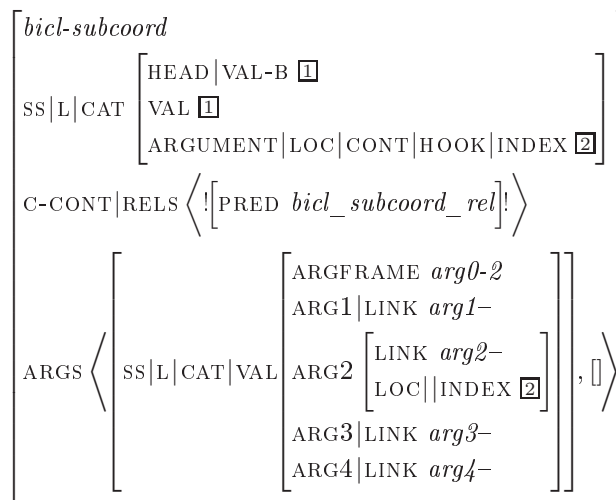 bicl-subcoord
HEAD|VAL-B 1
SS|L|CAT VAL 1
ARGUMENT|LOC|CONT|HOOK|INDEX 2
C-CONT|RELS ⟨![PRED bicl_subcoord_rel]!⟩
ARGFRAME arg0-2
ARG1|LINK arg1–
LINK arg2–
ARGS ⟨ SS|L|CAT|VAL ARG2 , [] ⟩
LOC||INDEX 2
ARG3|LINK arg3–
ARG4|LINK arg4–